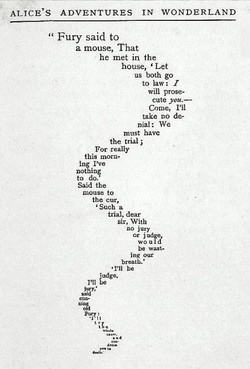 ALICE'S ADVENTURES IN WONDERLAND
" Fury said to
a mouse, That
he met in the
house, ' Let
us both go
to law: I
will prose-
cute you.—
Come, I'll
take no de-
nial: We
must have
the trial;
For really
this morn-
ing I've
nothing
to do.'
Said the
mouse to
the cur,
' Such a
trial, dear
sir, With
no jury
or judge,
would
be wast-
ing our
breath.'
' I'll be
judge,
I'll be
jury,'
said
cun-
ning
old
Fury:
' I'll
try
the
whole
cause,
and
con-
demn
you to
death.'